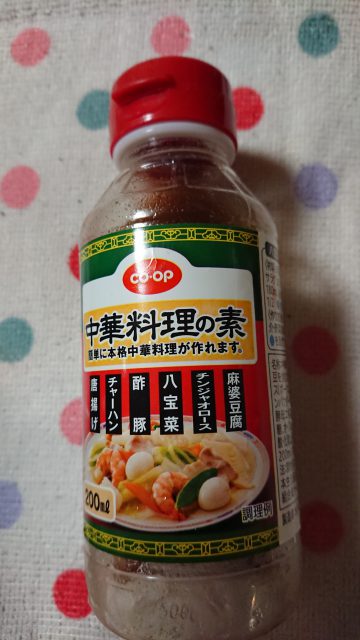 CO-OP
中華料理の素
簡単に本格中華料理が作れます。
麻婆豆腐
チンジャオロース
八宝菜
酢豚
チャーハン
唐揚げ
200mℓ
調理例